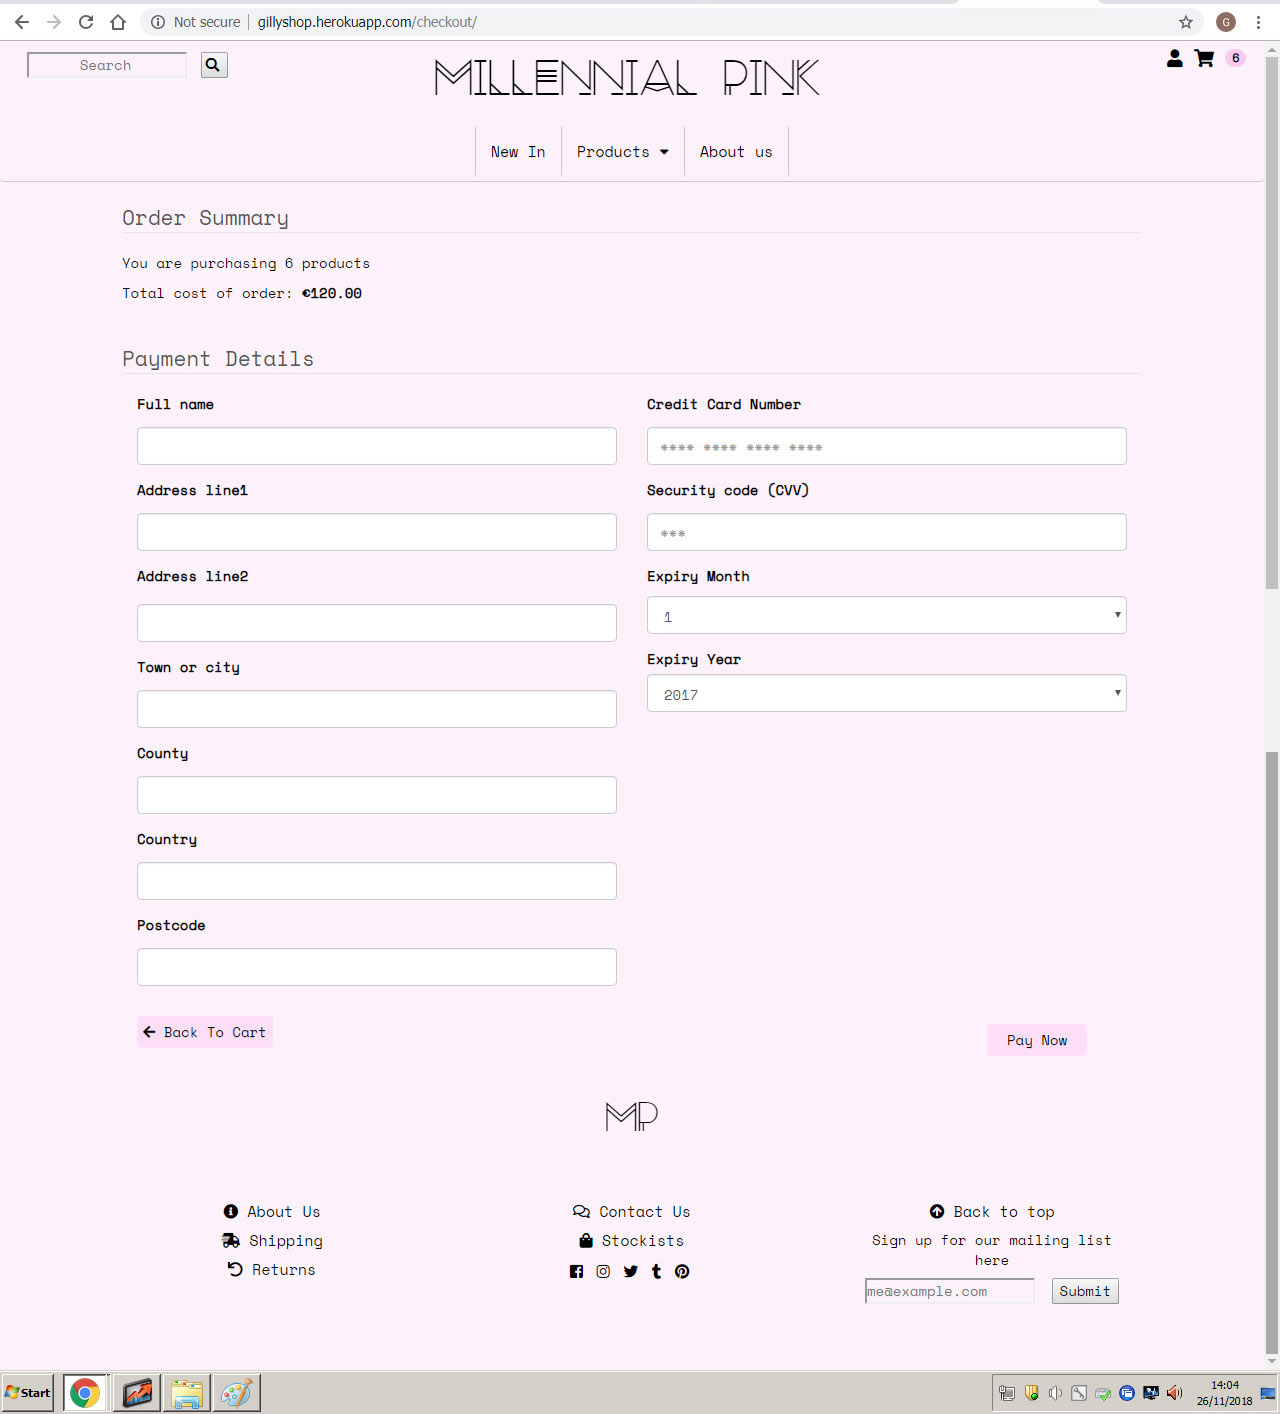 Not secure | gillyshop.herokuapp.com/checkout/
G
Search
MILLENNIAL PINK
6
New In
Products
About us
Order Summary
You are purchasing 6 products
Total cost of order: €120.00
Payment Details
Full name
Credit Card Number
**** **** **** ****
Address line1
Security code (CVV)
***
Address line2
Expiry Month
1
Town or city
Expiry Year
2017
County
Country
Postcode
Back To Cart
Pay Now
MP
About Us
Shipping
Returns
Contact Us
Stockists
Back to top
Sign up for our mailing list
here
me@example.com
Submit
Start
14:04
26/11/2018